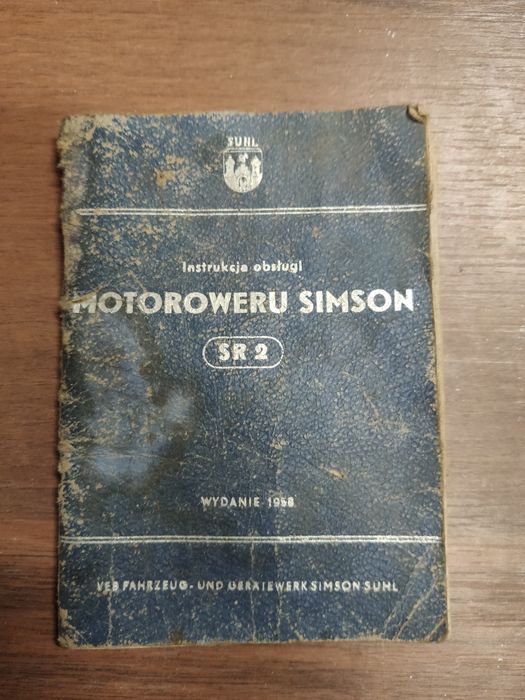 SUHL
Instrukcja obsługi
MOTOROWERU SIMSON
SR 2
WYDANIE 1958
VEB FAHRZEUG - UND GERÄTEWERK SIMSON SUHL